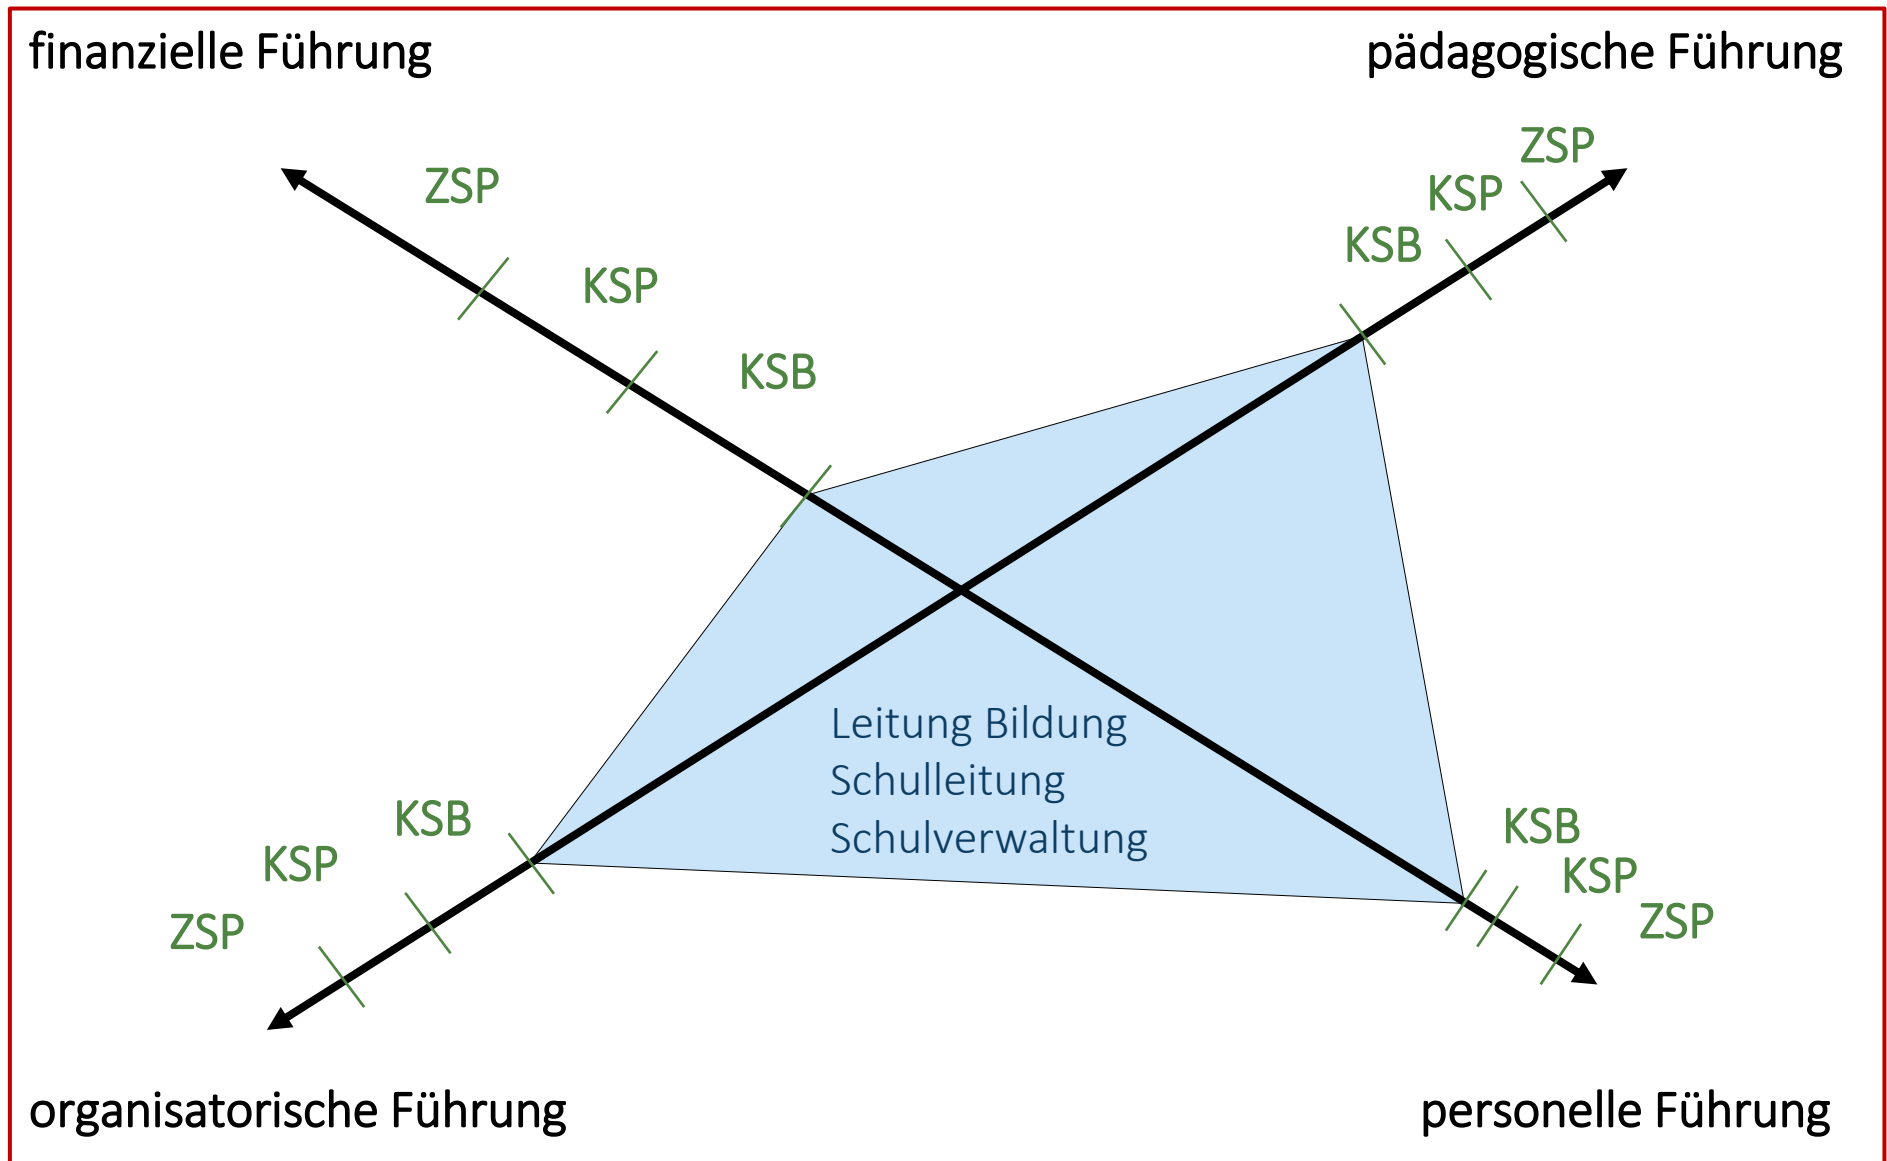 finanzielle Führung
pädagogische Führung
ZSP
KSP
KSB
ZSP
KSP
KSB
Leitung Bildung
Schulleitung
Schulverwaltung
KSB
KSP
ZSP
KSB
KSP
ZSP
organisatorische Führung
personelle Führung